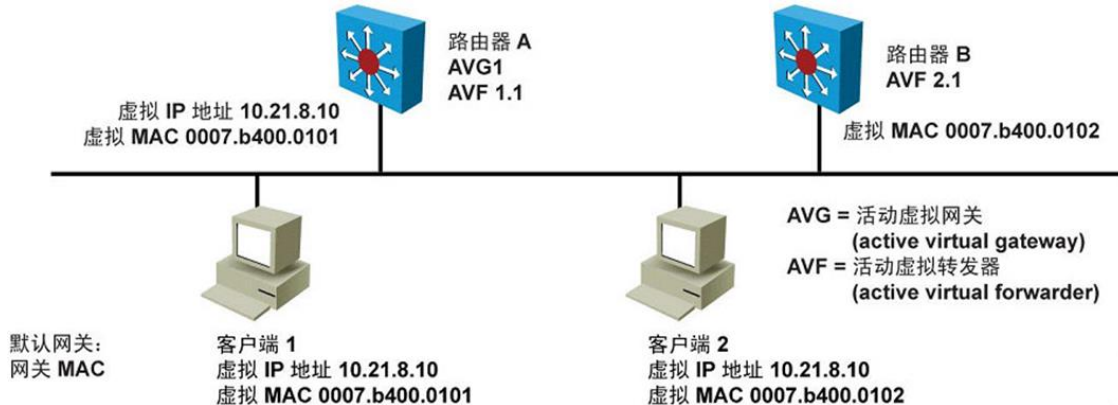 路由器 A
AVG1
AVF 1.1
虚拟 IP 地址 10.21.8.10
虚拟 MAC 0007.b400.0101
路由器 B
AVF 2.1
虚拟 MAC 0007.b400.0102
AVG = 活动虚拟网关
(active virtual gateway)
AVF = 活动虚拟转发器
(active virtual forwarder)
默认网关:
网关 MAC
客户端 1
虚拟 IP 地址 10.21.8.10
虚拟 MAC 0007.b400.0101
客户端 2
虚拟 IP 地址 10.21.8.10
虚拟 MAC 0007.b400.0102